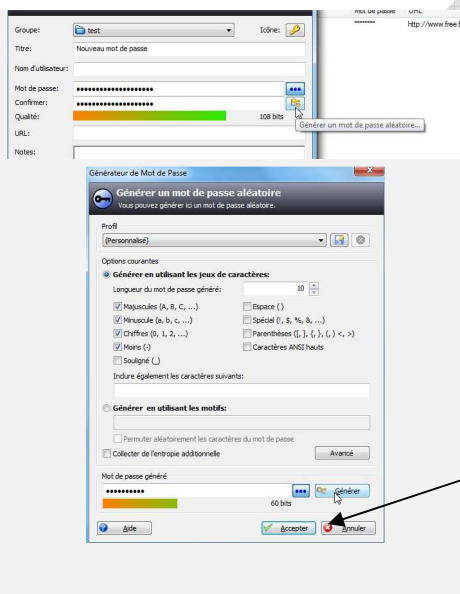 Mot de passe URL
Groupe: test Icône:
******** http://www.free.f
Titre: Nouveau mot de passe
Nom d'utilisateur:
Mot de passe: ••••••••••••••••••••
Confirmer: ••••••••••••••••••••
Qualité: 108 bits
Générer un mot de passe aléatoire...
URL:
Notes:
Générateur de Mot de Passe
Générer un mot de passe aléatoire
Vous pouvez générer ici un mot de passe aléatoire.
Profil
(Personnalisé)
Options courantes
Générer en utilisant les jeux de caractères:
Longueur du mot de passe généré: 10
Majuscules (A, B, C, ...) Espace ( )
Minuscule (a, b, c, ...) Spécial (!, $, %, &, ...)
Chiffres (0, 1, 2, ...) Parenthèses ([, ], {, }, (, ) <, >)
Moins (-) Caractères ANSI hauts
Souligné (_)
Inclure également les caractères suivants:
Générer en utilisant les motifs:
Permuter aléatoirement les caractères du mot de passe
Collecter de l'entropie additionnelle Avancé
Mot de passe généré
•••••••••• Générer
60 bits
Aide Accepter Annuler